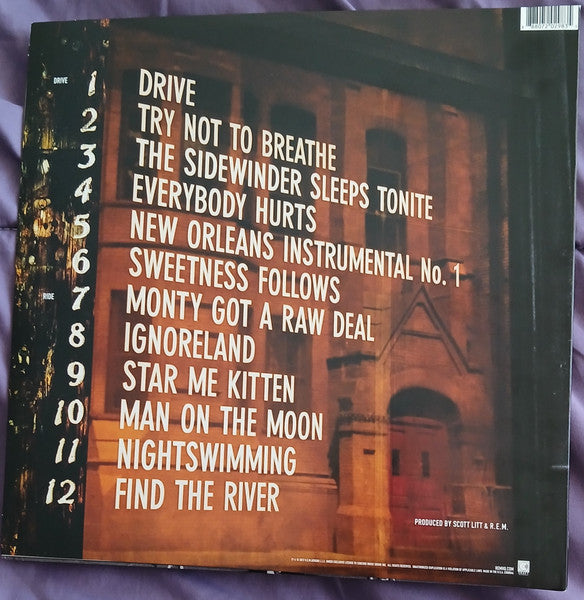 DRIVE 1 DRIVE
2 TRY NOT TO BREATHE
3 THE SIDEWINDER SLEEPS TONITE
4 EVERYBODY HURTS
5 NEW ORLEANS INSTRUMENTAL No. 1
6 SWEETNESS FOLLOWS
RIDE 7 MONTY GOT A RAW DEAL
8 IGNORELAND
9 STAR ME KITTEN
10 MAN ON THE MOON
11 NIGHTSWIMMING
12 FIND THE RIVER
PRODUCED BY SCOTT LITT & R.E.M.
REMHQ.COM